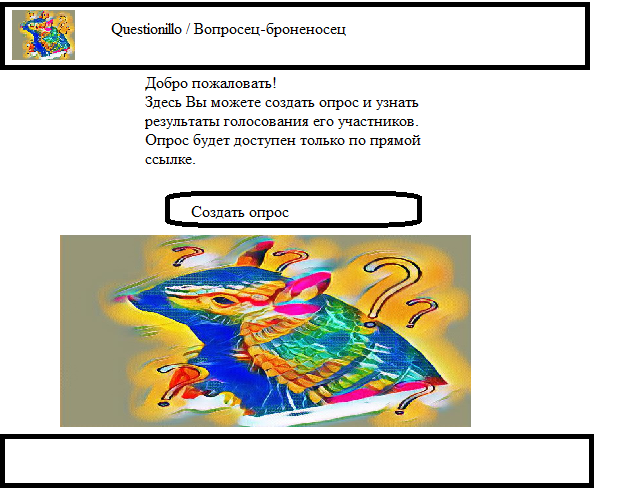 Questionillo / Вопросец-броненосец
Добро пожаловать!
Здесь Вы можете создать опрос и узнать
результаты голосования его участников.
Опрос будет доступен только по прямой
ссылке.
Создать опрос
? ? ? ?
? ?